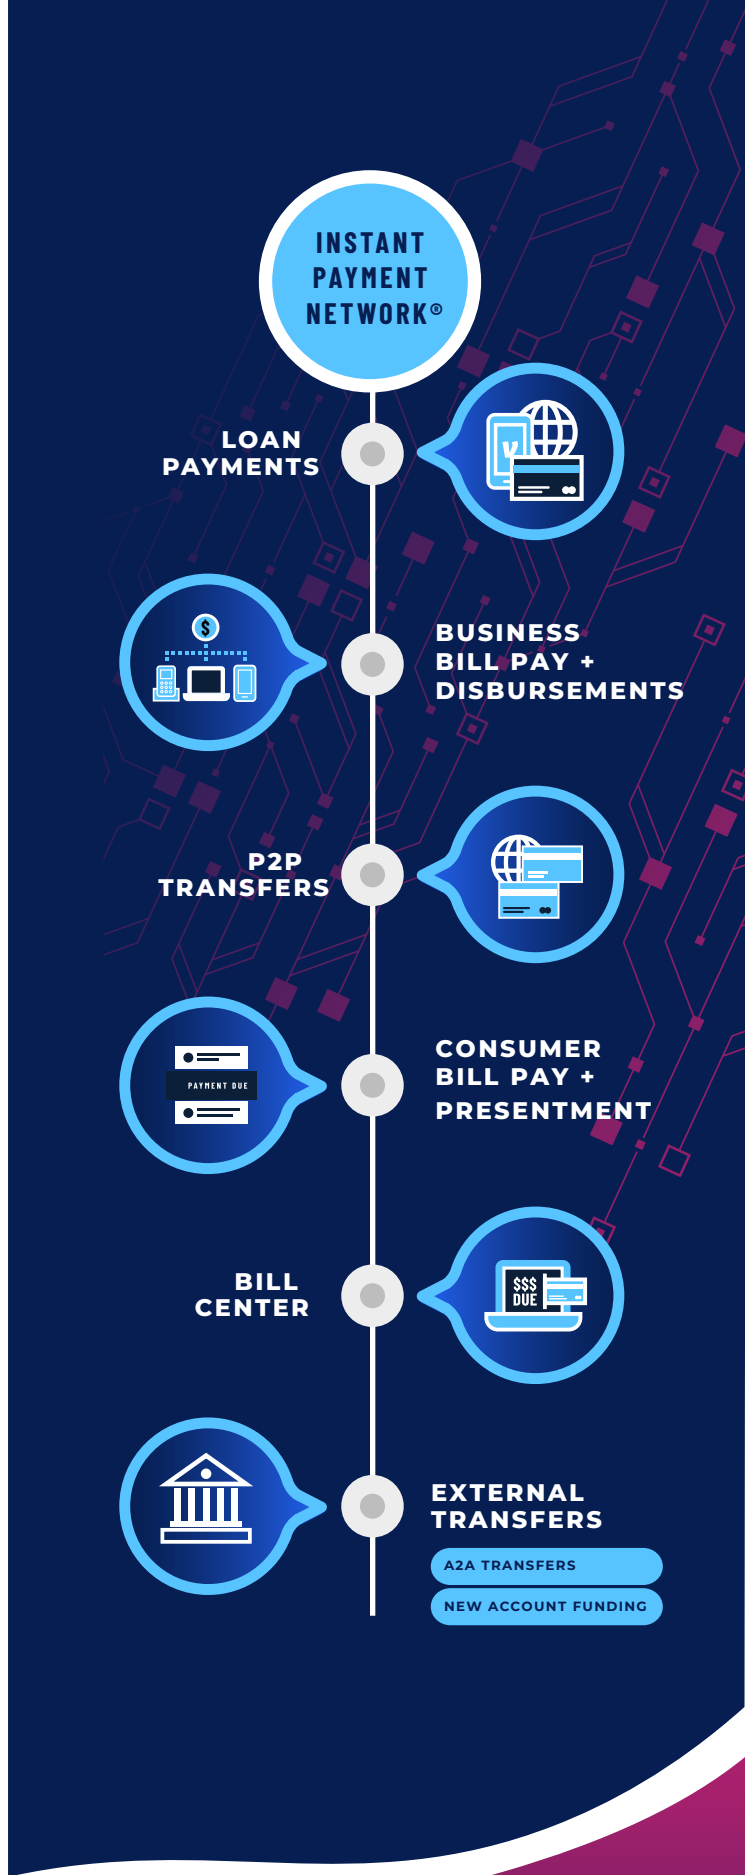 INSTANT
PAYMENT
NETWORK®
LOAN
PAYMENTS
V
BUSINESS
BILL PAY +
DISBURSEMENTS
$
P2P
TRANSFERS
CONSUMER
BILL PAY +
PRESENTMENT
PAYMENT DUE
BILL
CENTER
$$$
DUE
EXTERNAL
TRANSFERS
A2A TRANSFERS
NEW ACCOUNT FUNDING